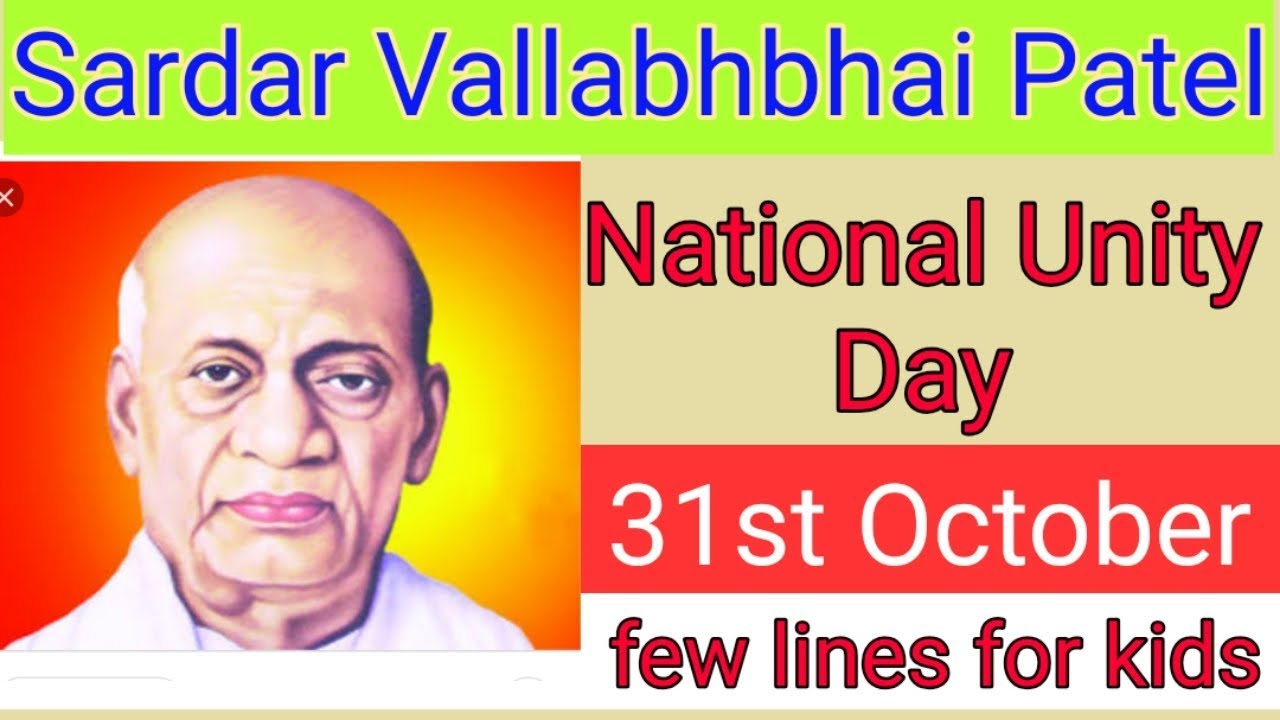 Sardar Vallabhbhai Patel
National Unity
Day
31st October
few lines for kids